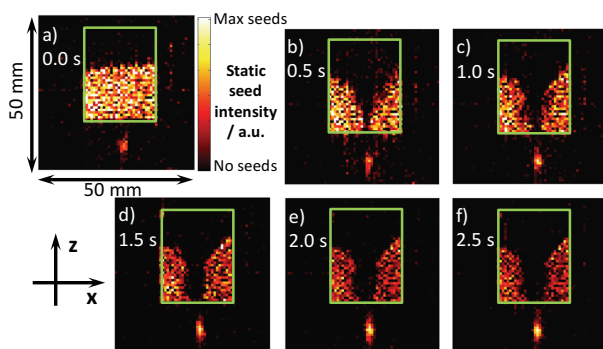 a)
0.0 s
50 mm
50 mm
Max seeds
Static
seed
intensity
/ a.u.
No seeds
b)
0.5 s
c)
1.0 s
d)
1.5 s
e)
2.0 s
f)
2.5 s
z
x